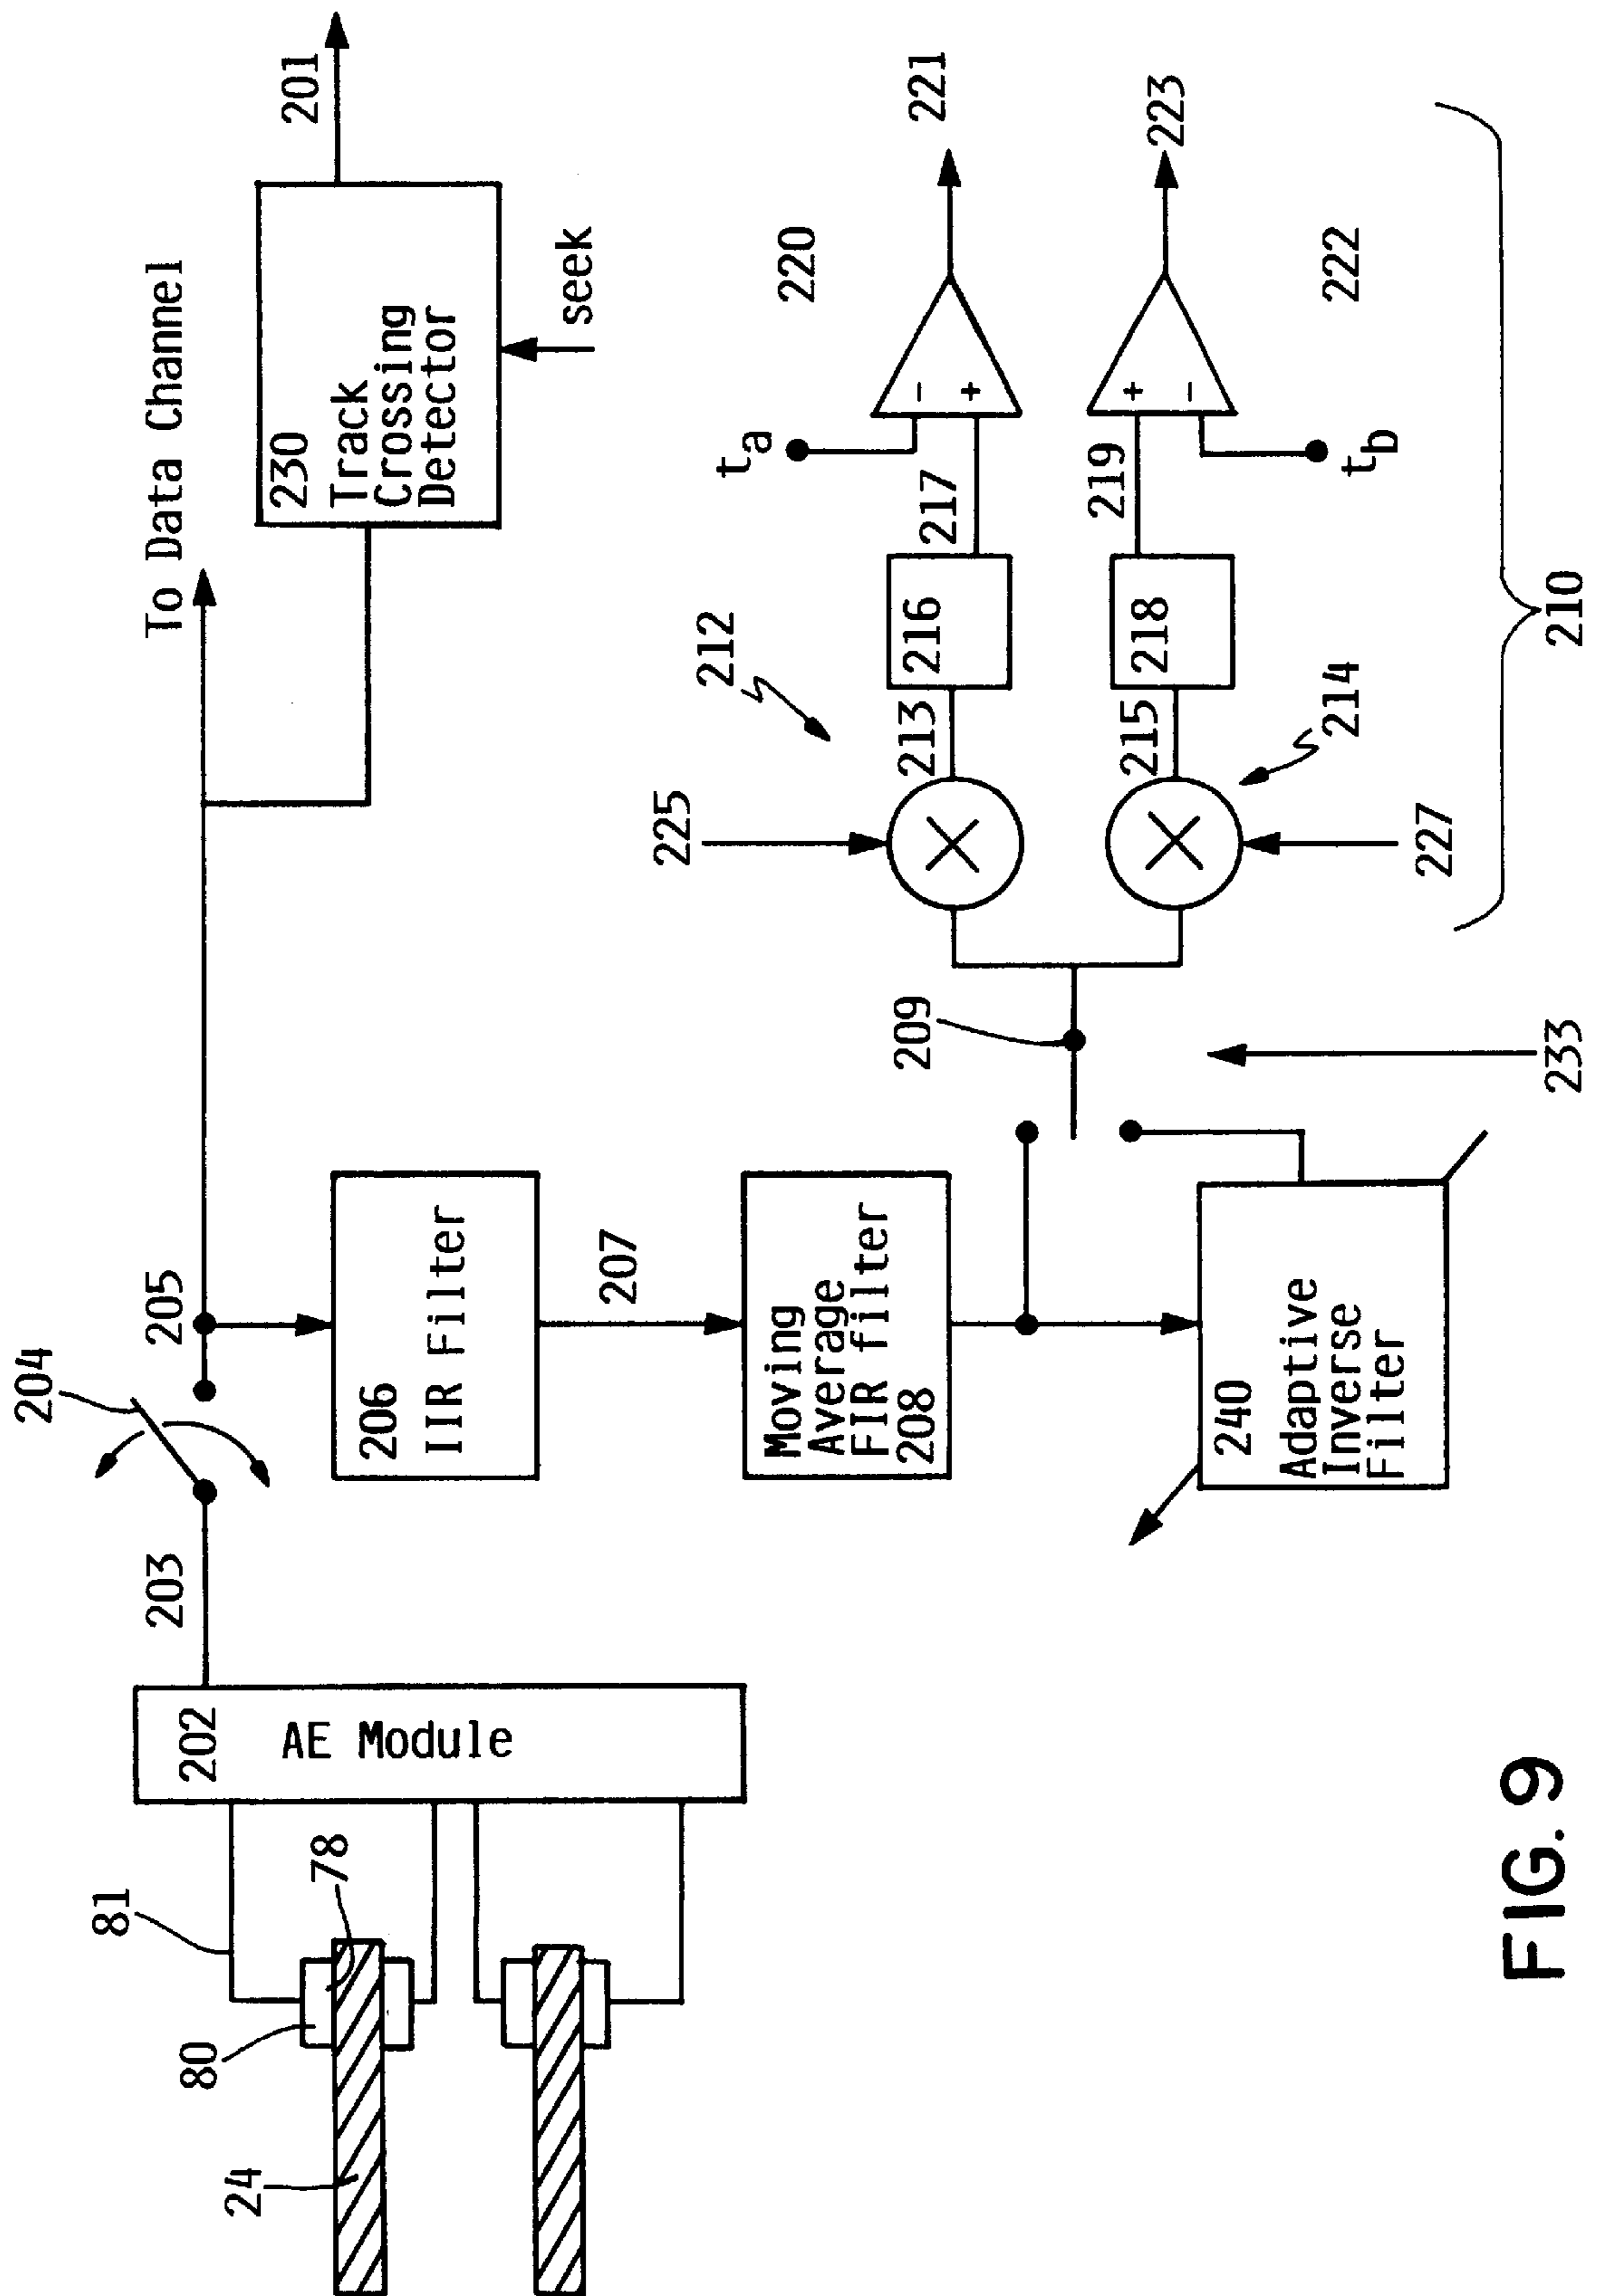 204
205
To Data Channel
201
203
81
202
AE Module
78
80
24
206
IIR Filter
207
230
Track
Crossing
Detector
seek
Moving
Average
FIR filter
208
209
225
212
213
216
217
ta
220
221
215
218
219
tb
222
223
214
227
210
233
240
Adaptive
Inverse
Filter
FIG. 9